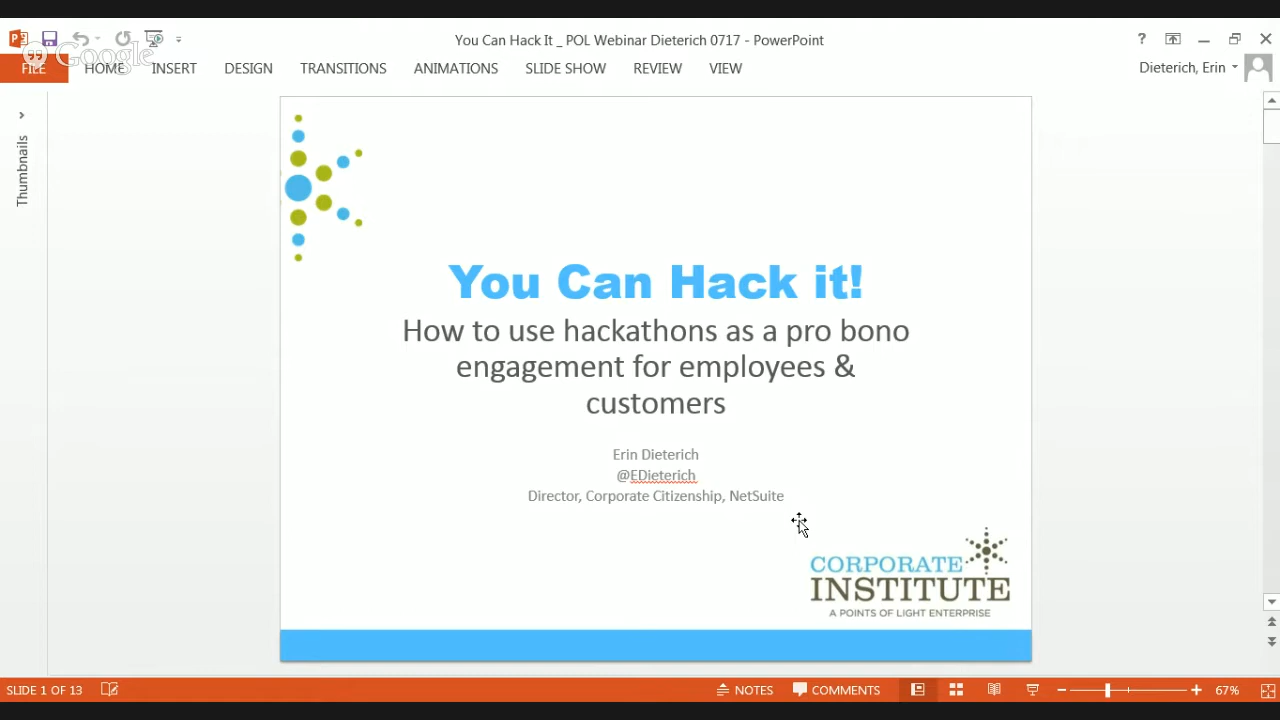 You Can Hack It _ POL Webinar Dieterich 0717 - PowerPoint
?
Google
FILE HOME INSERT DESIGN TRANSITIONS ANIMATIONS SLIDE SHOW REVIEW VIEW
Dieterich, Erin
Thumbnails
You Can Hack it!
How to use hackathons as a pro bono
engagement for employees &
customers
Erin Dieterich
@EDieterich
Director, Corporate Citizenship, NetSuite
CORPORATE
INSTITUTE
A POINTS OF LIGHT ENTERPRISE
SLIDE 1 OF 13 NOTES COMMENTS 67%